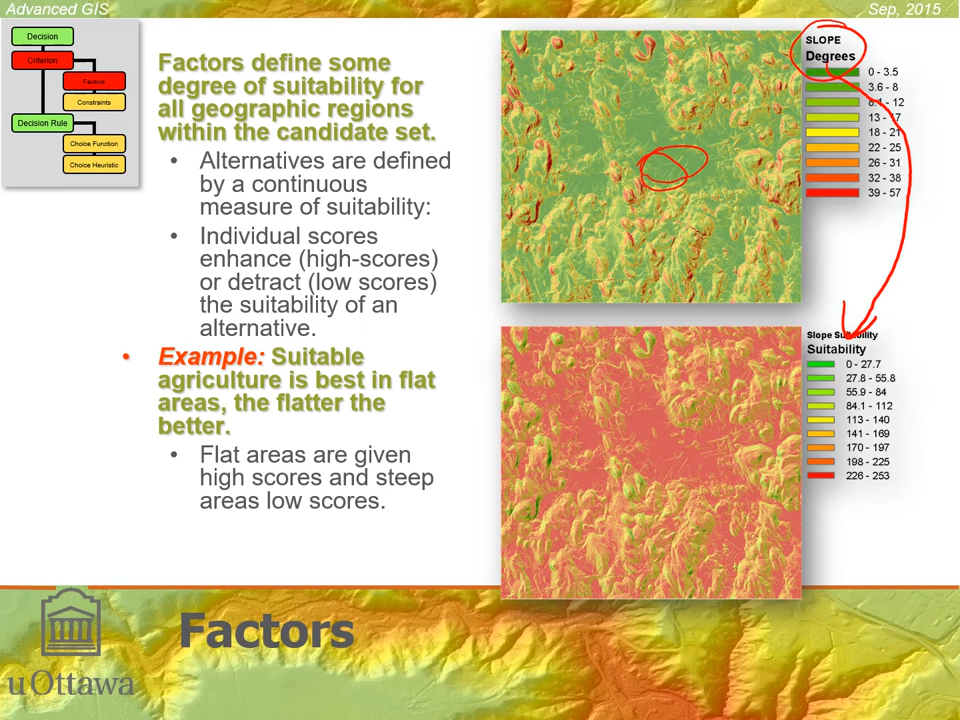 Advanced GIS
Sep, 2015
Decision
Criterion
Factors
Constraints
Decision Rule
Choice Function
Choice Heuristic
Factors define some
degree of suitability for
all geographic regions
within the candidate set.
• Alternatives are defined
by a continuous
measure of suitability:
• Individual scores
enhance (high-scores)
or detract (low scores)
the suitability of an
alternative.
• Example: Suitable
agriculture is best in flat
areas, the flatter the
better.
• Flat areas are given
high scores and steep
areas low scores.
SLOPE
Degrees
0 - 3.5
3.6 - 8
8.1 - 12
13 - 17
18 - 21
22 - 25
26 - 31
32 - 38
39 - 57
Slope Suitability
Suitability
0 - 27.7
27.8 - 55.8
55.9 - 84
84.1 - 112
113 - 140
141 - 169
170 - 197
198 - 225
226 - 253
Factors
uOttawa